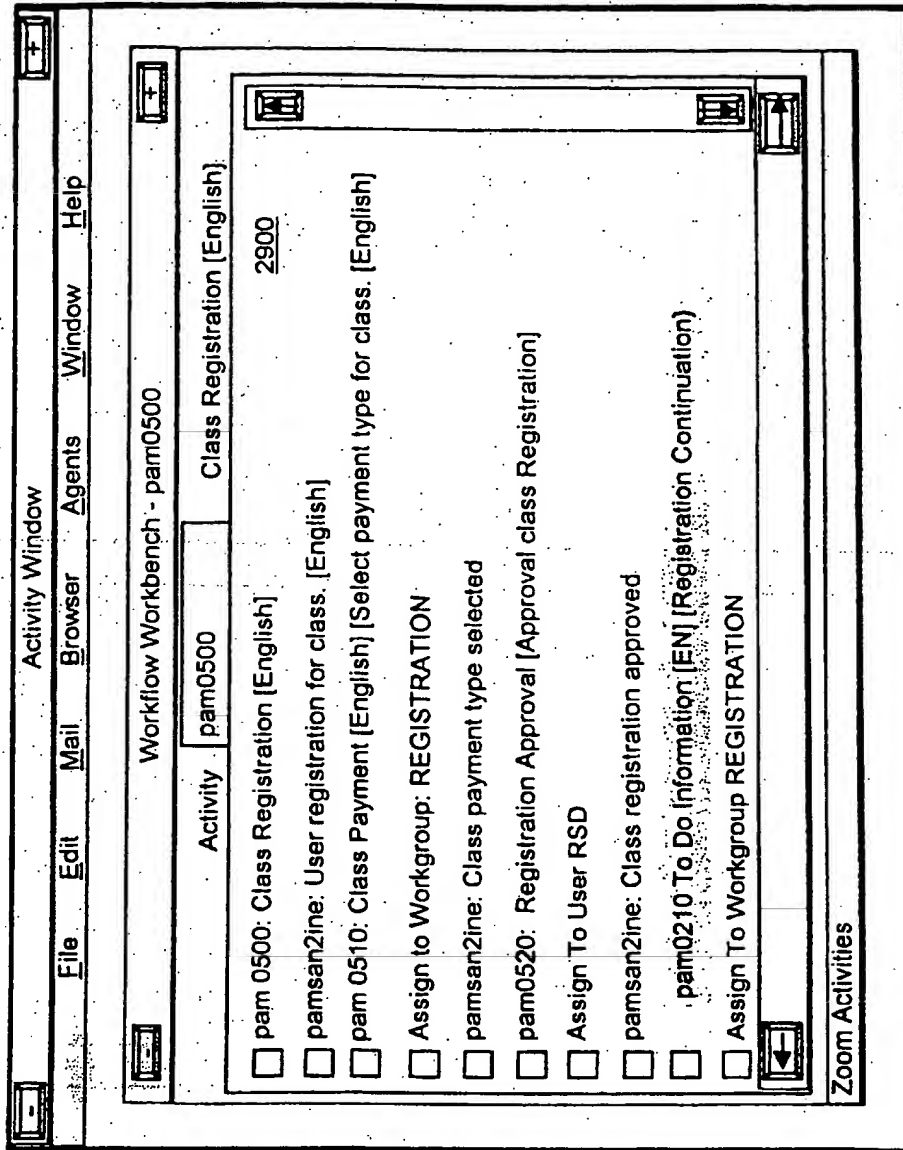 Activity Window
File Edit Mail Browser Agents Window Help
Workflow Workbench - pam0500
Activity pam0500 Class Registration [English]
2900
pam 0500: Class Registration [English]
pamsan2ine: User registration for class. [English]
pam 0510: Class Payment [English] [Select payment type for class. [English]
Assign to Workgroup: REGISTRATION
pamsan2ine: Class payment type selected
pam0520: Registration Approval [Approval class Registration]
Assign To User RSD
pamsan2ine: Class registration approved
pam0210 To Do Information [EN] [Registration Continuation)
Assign To Workgroup REGISTRATION
Zoom Activities